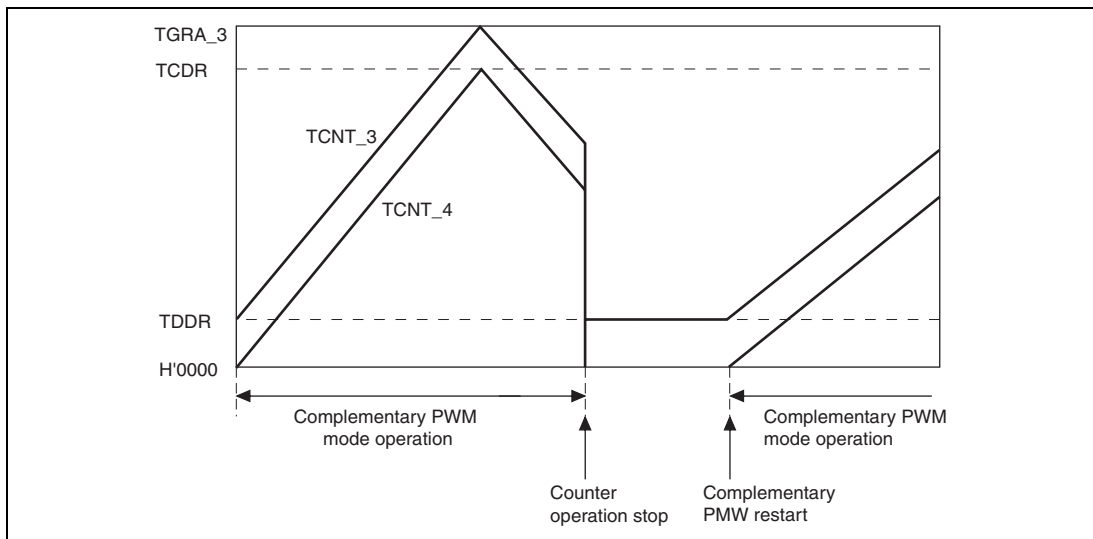 TGRA_3
TCDR
TCNT_3
TCNT_4
TDDR
H'0000
Complementary PWM
mode operation
Complementary PWM
mode operation
Counter
operation stop
Complementary
PMW restart